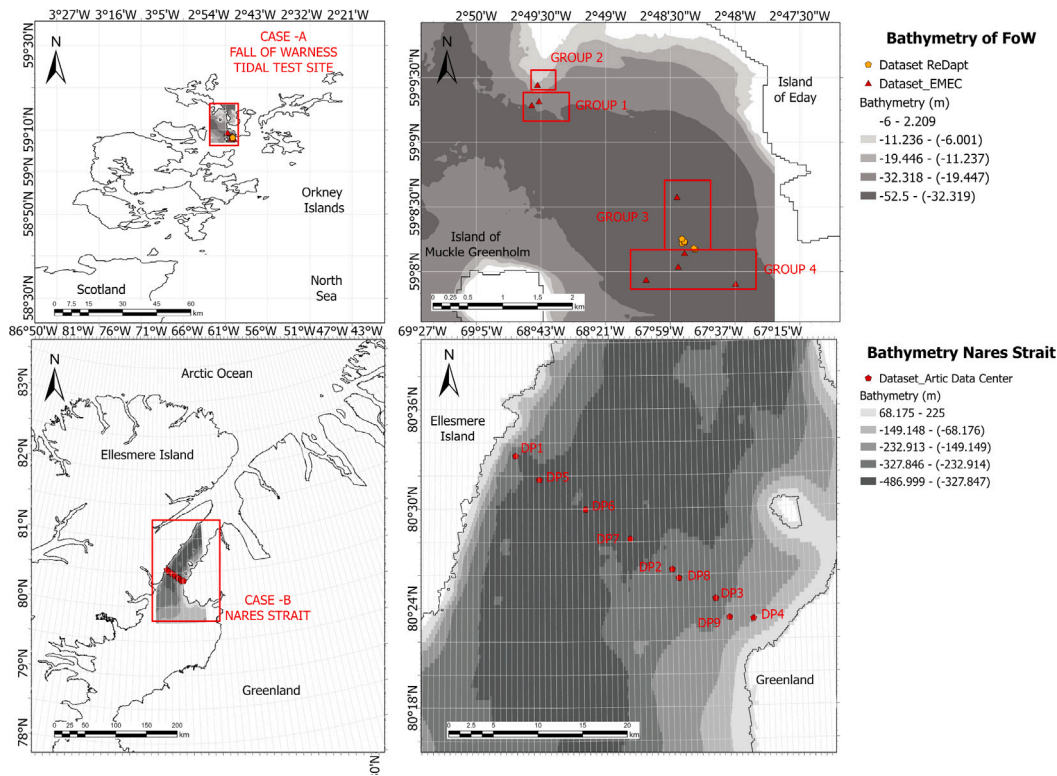 3°27'W 3°16'W 3°5'W 2°54'W 2°43'W 2°32'W 2°21'W
N
CASE -A
FALL OF WARNESS
TIDAL TEST SITE
Orkney
Islands
Scotland
North
Sea
0 7.5 15 30 45 60
km
59°30'N
59°10'N
58°50'N
58°30'N
2°50'W 2°49'30"W 2°49'W 2°48'30"W 2°48'W 2°47'30"W
N
GROUP 2
GROUP 1
Island
of Eday
GROUP 3
Island of
Muckle Greenholm
GROUP 4
0 0.25 0.5 1 1.5 2
km
59°9'30"N
59°9'N
59°8'30"N
59°8'N
Bathymetry of FoW
Dataset ReDapt
Dataset_EMEC
Bathymetry (m)
-6 - 2.209
-11.236 - (-6.001)
-19.446 - (-11.237)
-32.318 - (-19.447)
-52.5 - (-32.319)
86°50'W 81°W 76°W 71°W 66°W 61°W 56°W 51°W 47°W 43°W
N
Arctic Ocean
Ellesmere Island
CASE -B
NARES STRAIT
Greenland
0 25 50 100 150 200
km
83°N
82°N
81°N
80°N
79°N
78°N
69°27'W 69°5'W 68°43'W 68°21'W 67°59'W 67°37'W 67°15'W
N
Ellesmere
Island
DP1
DP5
DP6
DP7
DP2
DP8
DP3
DP9
DP4
Greenland
0 2.5 5 10 15 20
km
80°36'N
80°30'N
80°24'N
80°18'N
Bathymetry Nares Strait
Dataset_Artic Data Center
Bathymetry (m)
68.175 - 225
-149.148 - (-68.176)
-232.913 - (-149.149)
-327.846 - (-232.914)
-486.999 - (-327.847)